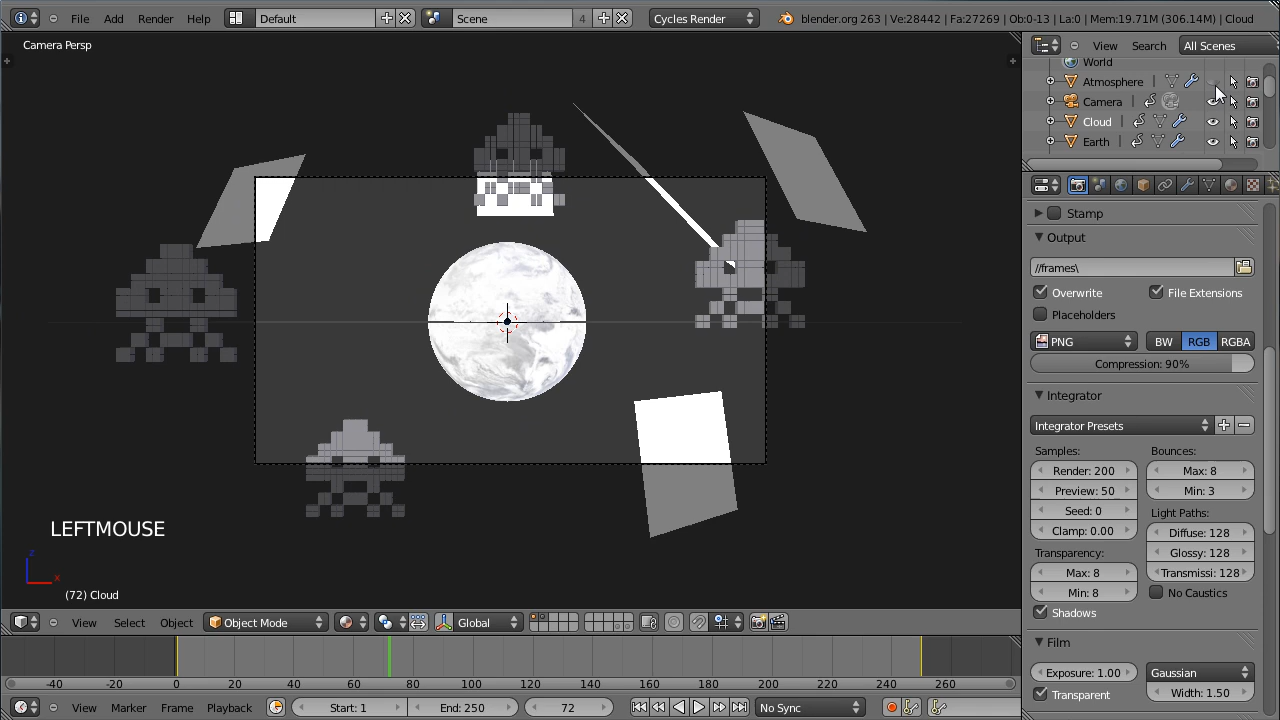 File Add Render Help Default Scene 4 Cycles Render blender.org 263 | Ve:28442 | Fa:27269 | Ob:0-13 | La:0 | Mem:19.71M (306.14M) | Cloud
Camera Persp
View Search All Scenes
World
Atmosphere
Camera
Cloud
Earth
Stamp
Output
//frames\
Overwrite File Extensions
Placeholders
PNG BW RGB RGBA
Compression: 90%
Integrator
Integrator Presets
Samples: Bounces:
Render: 200 Max: 8
Preview: 50 Min: 3
Seed: 0 Light Paths:
Clamp: 0.00 Diffuse: 128
Transparency: Glossy: 128
Max: 8 Transmissi: 128
Min: 8 No Caustics
Shadows
Film
Exposure: 1.00 Gaussian
Transparent Width: 1.50
LEFTMOUSE
z
x
(72) Cloud
View Select Object Object Mode Global
-40 -20 0 20 40 60 80 100 120 140 160 180 200 220 240 260
View Marker Frame Playback Start: 1 End: 250 72 No Sync